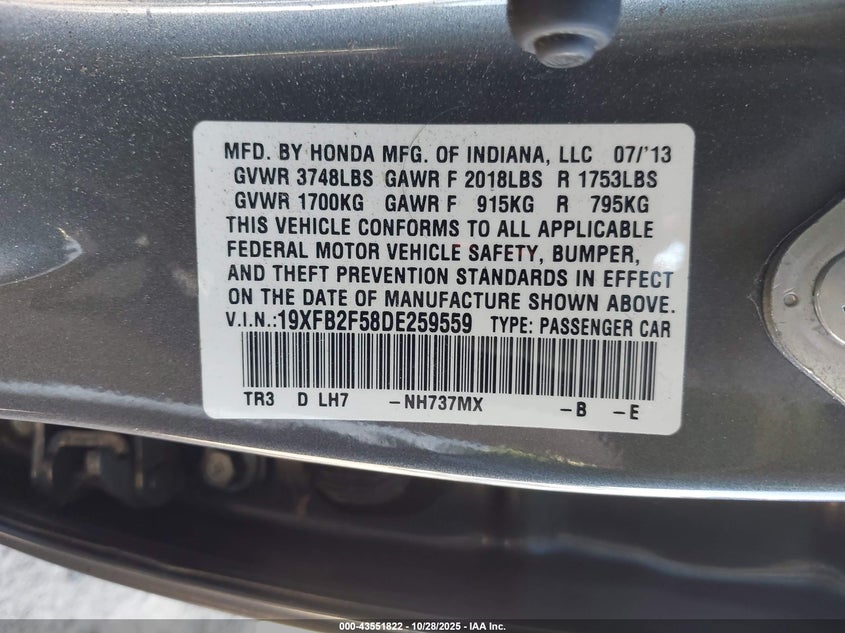 MFD. BY HONDA MFG. OF INDIANA, LLC 07/'13
GVWR 3748LBS GAWR F 2018LBS R 1753LBS
GVWR 1700KG GAWR F 915KG R 795KG
THIS VEHICLE CONFORMS TO ALL APPLICABLE
FEDERAL MOTOR VEHICLE SAFETY, BUMPER,
AND THEFT PREVENTION STANDARDS IN EFFECT
ON THE DATE OF MANUFACTURE SHOWN ABOVE.
V.I.N.:19XFB2F58DE259559 TYPE: PASSENGER CAR
TR3 D LH7 -NH737MX -B -E
000-43551822 - 10/28/2025 - IAA Inc.